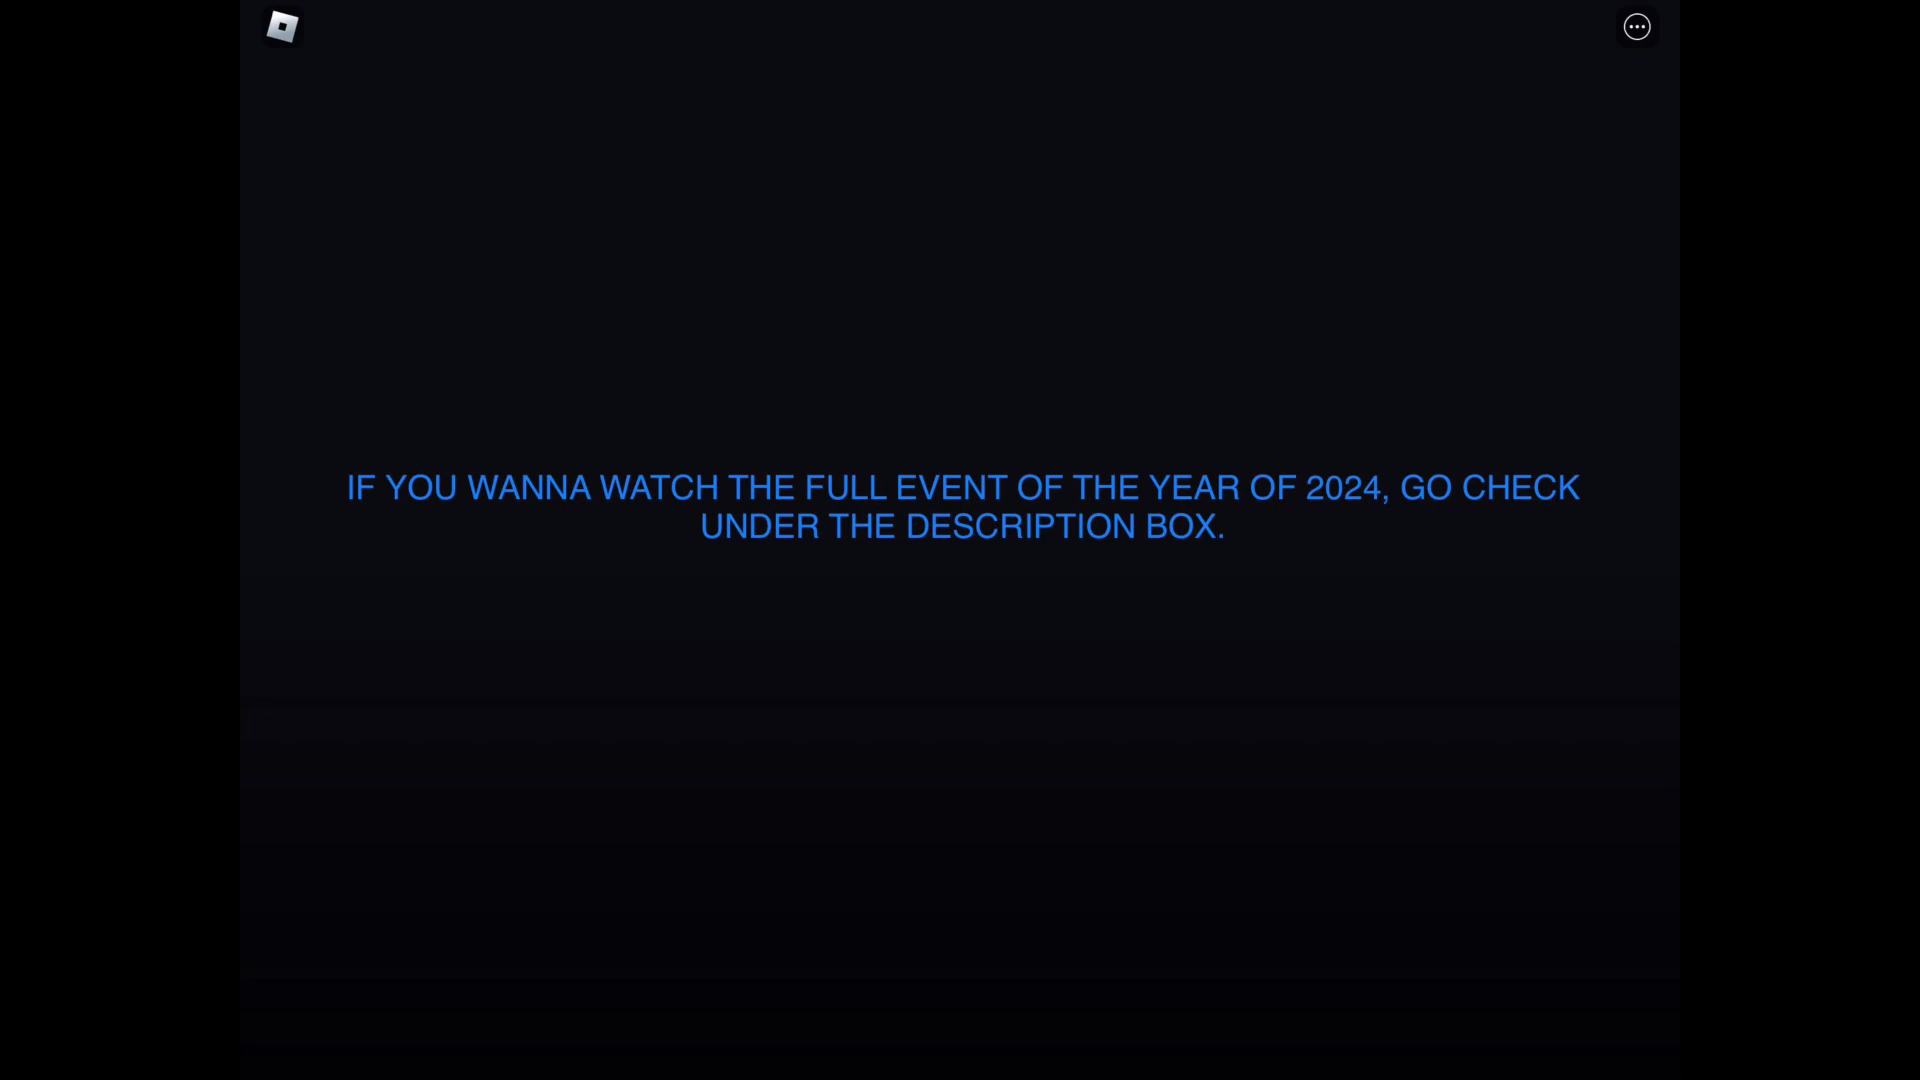 IF YOU WANNA WATCH THE FULL EVENT OF THE YEAR OF 2024, GO CHECK
UNDER THE DESCRIPTION BOX.